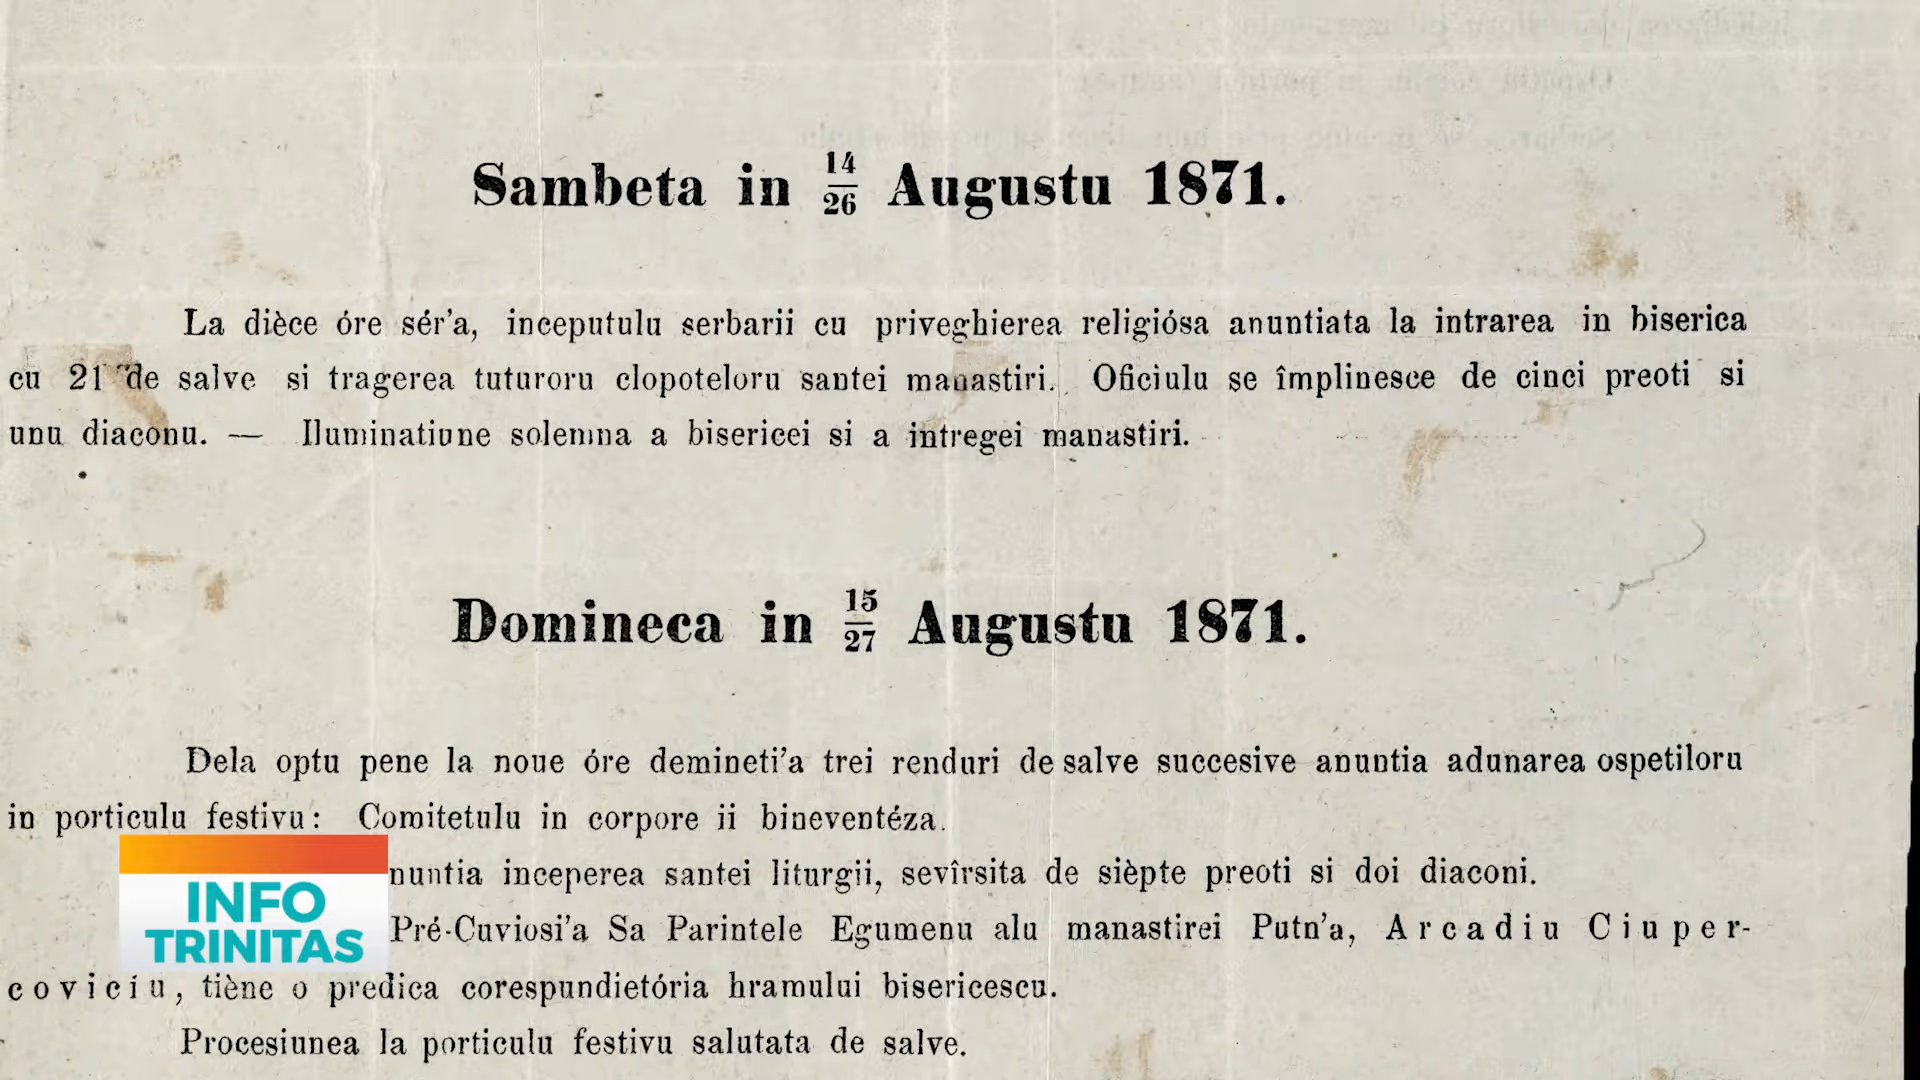 Sambeta in 14/26 Augustu 1871.
La dièce óre sér'a, inceputulu serbarii cu priveghierea religiósa anuntiata la intrarea in biserica
cu 21 de salve si tragerea tuturoru clopoteloru santei manastiri. Oficiulu se împlinesce de cinci preoti si
unu diaconu. — Iluminatiune solemna a bisericei si a intregei manastiri.
Domineca in 15/27 Augustu 1871.
Dela optu pene la noue óre demineti'a trei renduri de salve succesive anuntia adunarea ospetiloru
in porticulu festivu: Comitetulu in corpore ii bineventéza.
nuntia inceperea santei liturgii, sevîrsita de sièpte preoti si doi diaconi.
Pré-Cuviosi'a Sa Parintele Egumenu alu manastirei Putn'a, Arcadiu Ciuper-
coviciu, tiène o predica corespundietória hramului bisericescu.
Procesiunea la porticulu festivu salutata de salve.
INFO
TRINITAS